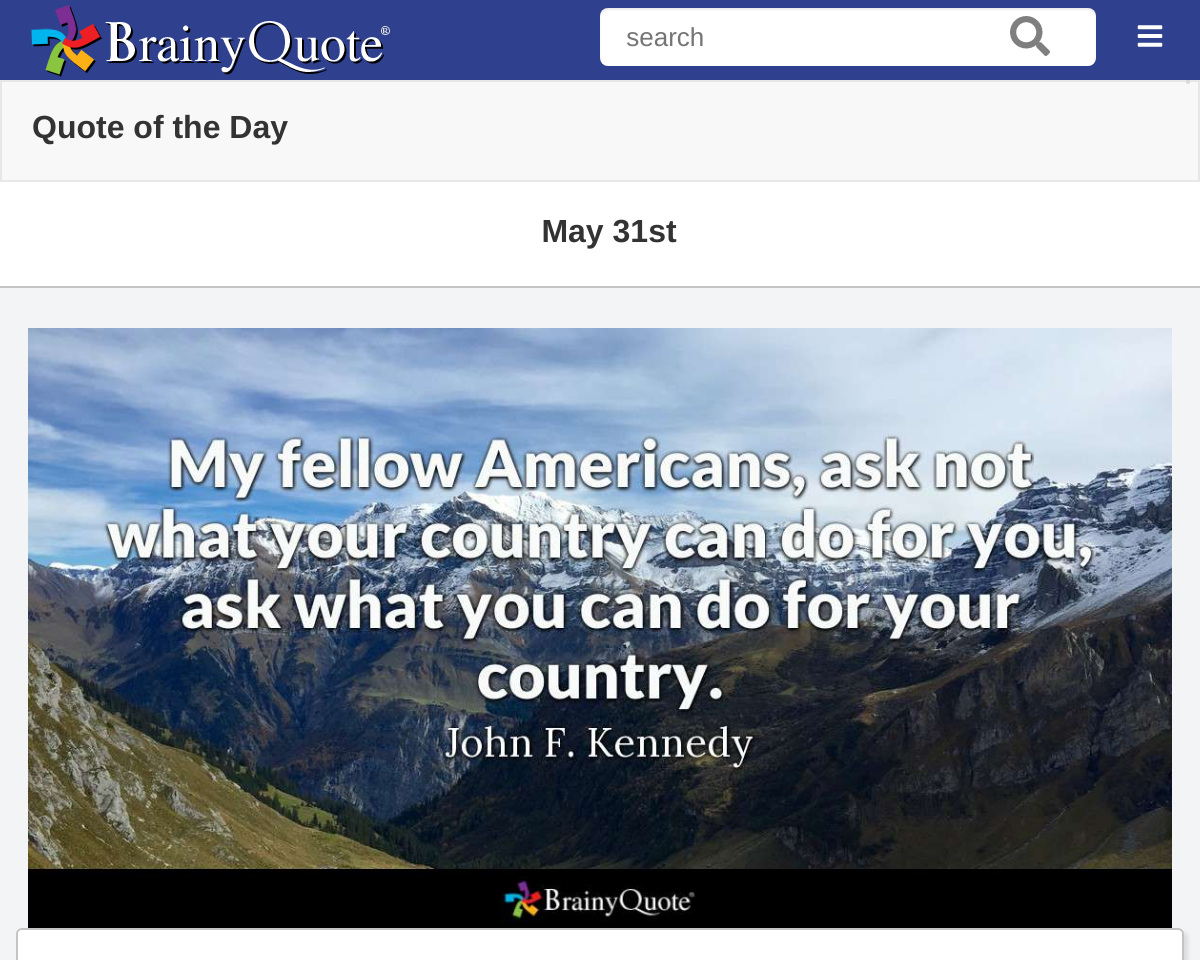 BrainyQuote®
search
Quote of the Day
May 31st
My fellow Americans, ask not
what your country can do for you,
ask what you can do for your
country.
John F. Kennedy
BrainyQuote®